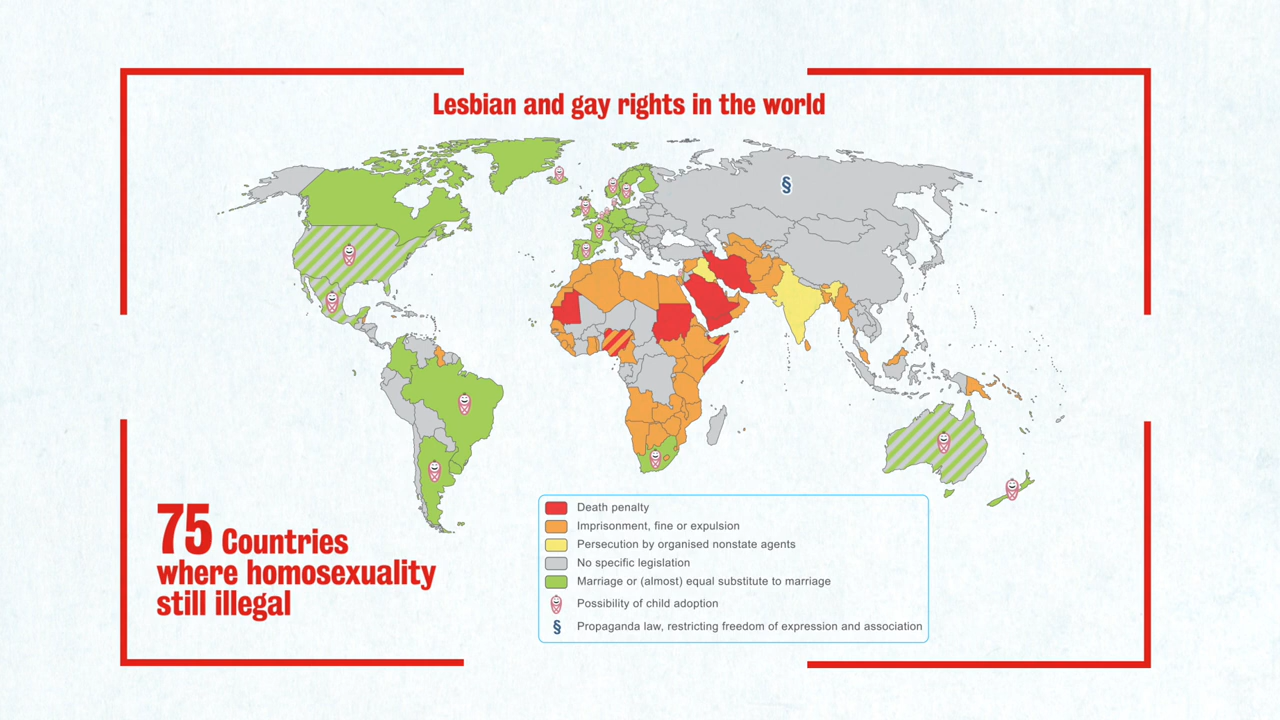 Lesbian and gay rights in the world
§
75 Countries
where homosexuality
still illegal
Death penalty
Imprisonment, fine or expulsion
Persecution by organised nonstate agents
No specific legislation
Marriage or (almost) equal substitute to marriage
Possibility of child adoption
§ Propaganda law, restricting freedom of expression and association